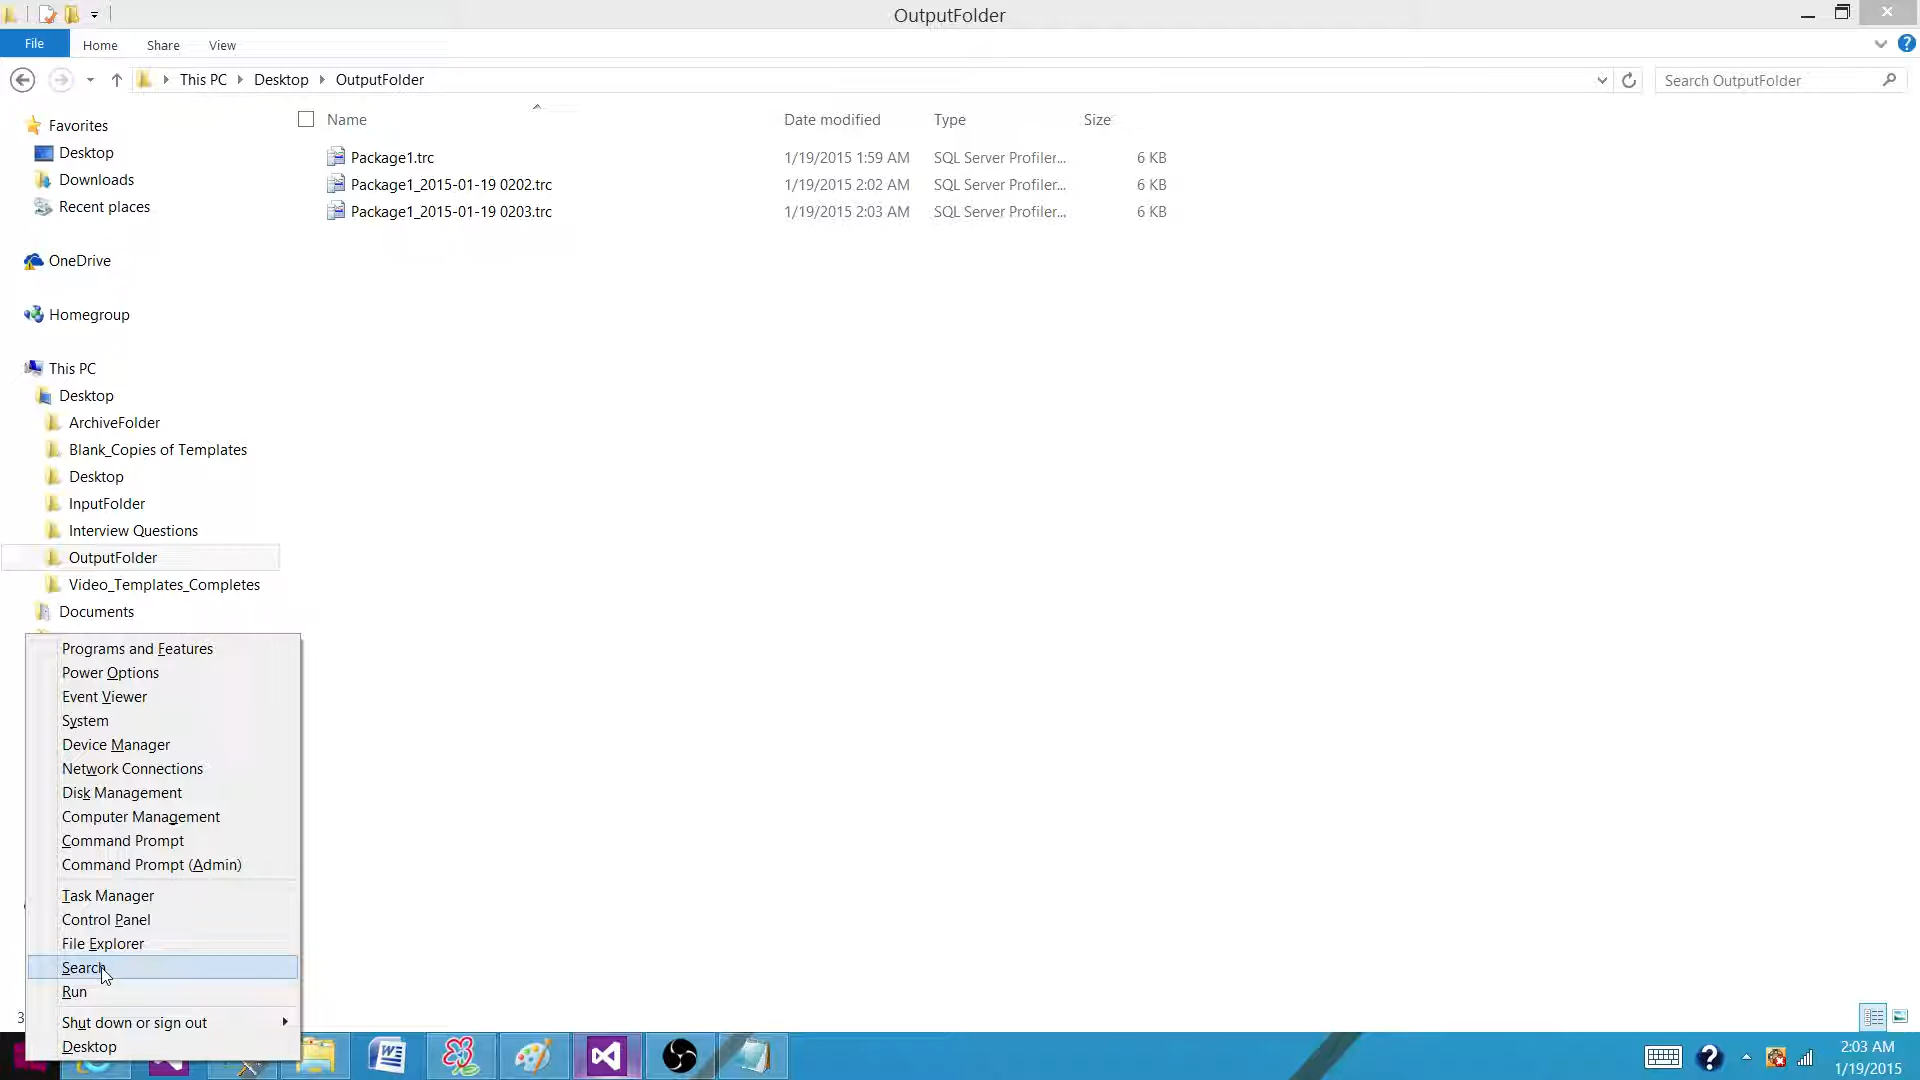 OutputFolder
File
Home
Share
View
This PC
Desktop
OutputFolder
Search OutputFolder
Name
Date modified
Type
Size
Package1.trc
1/19/2015 1:59 AM
SQL Server Profiler...
6 KB
Package1_2015-01-19 0202.trc
1/19/2015 2:02 AM
SQL Server Profiler...
6 KB
Package1_2015-01-19 0203.trc
1/19/2015 2:03 AM
SQL Server Profiler...
6 KB
Favorites
Desktop
Downloads
Recent places
OneDrive
Homegroup
This PC
Desktop
ArchiveFolder
Blank_Copies of Templates
Desktop
InputFolder
Interview Questions
OutputFolder
Video_Templates_Completes
Documents
Programs and Features
Power Options
Event Viewer
System
Device Manager
Network Connections
Disk Management
Computer Management
Command Prompt
Command Prompt (Admin)
Task Manager
Control Panel
File Explorer
Search
Run
Shut down or sign out
Desktop
3
2:03 AM
1/19/2015